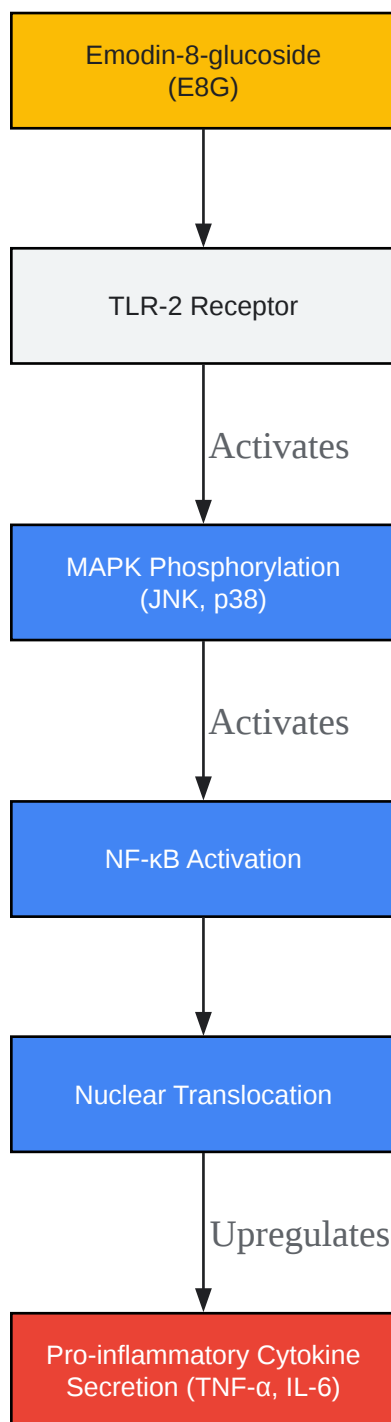 Emodin-8-glucoside
(E8G)
TLR-2 Receptor
Activates
MAPK Phosphorylation
(JNK, p38)
Activates
NF-κB Activation
Nuclear Translocation
Upregulates
Pro-inflammatory Cytokine
Secretion (TNF-α, IL-6)